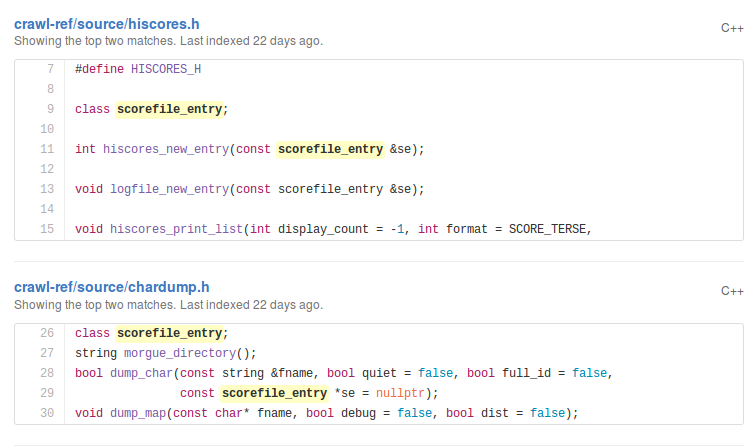 crawl-ref/source/hiscores.h
C++
Showing the top two matches. Last indexed 22 days ago.
7 #define HISCORES_H
8
9 class scorefile_entry;
10
11 int hiscores_new_entry(const scorefile_entry &se);
12
13 void logfile_new_entry(const scorefile_entry &se);
14
15 void hiscores_print_list(int display_count = -1, int format = SCORE_TERSE,
crawl-ref/source/chardump.h
C++
Showing the top two matches. Last indexed 22 days ago.
26 class scorefile_entry;
27 string morgue_directory();
28 bool dump_char(const string &fname, bool quiet = false, bool full_id = false,
29 const scorefile_entry *se = nullptr);
30 void dump_map(const char* fname, bool debug = false, bool dist = false);